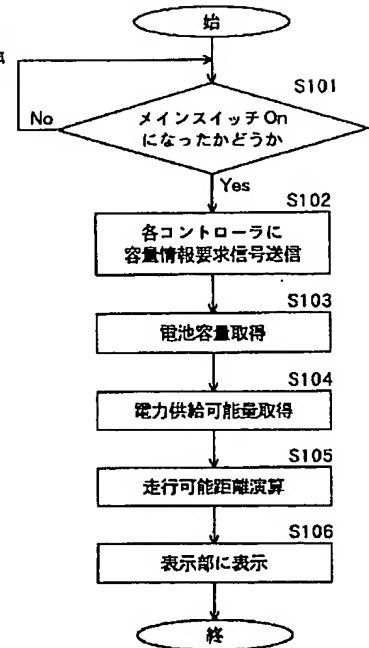 始
S101
メインスイッチOn
になったかどうか
No
Yes
S102
各コントローラに
容量情報要求信号送信
S103
電池容量取得
S104
電力供給可能量取得
S105
走行可能距離演算
S106
表示部に表示
終